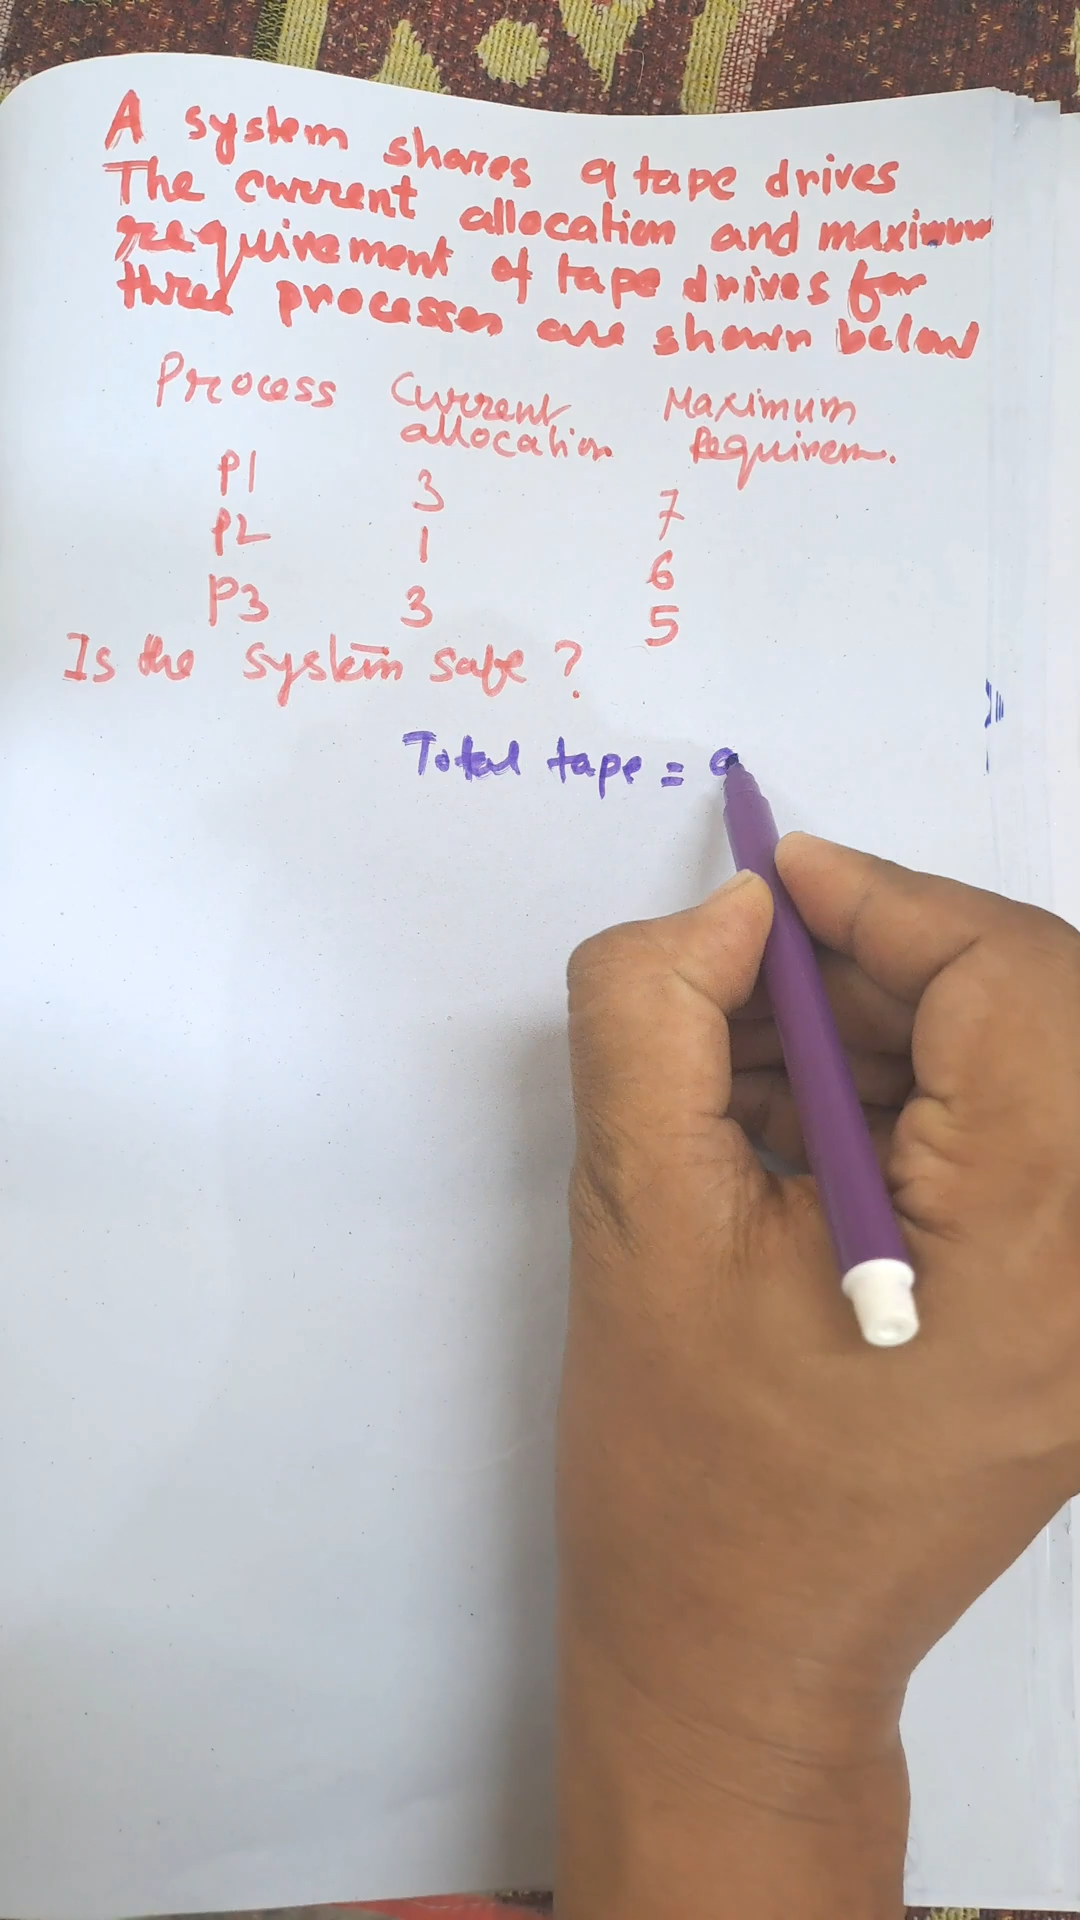 A system shares 9 tape drives
The current allocation and maximum
requirement of tape drives for
three processes are shown below
Process Current allocation Maximum Requirem.
P1 3 7
P2 1 6
P3 3 5
Is the system safe ?
Total tape = 9